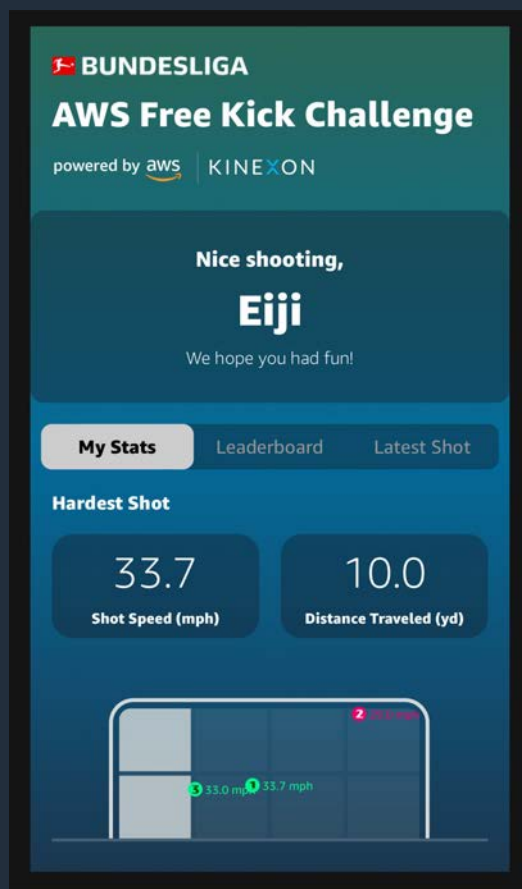 BUNDESLIGA
AWS Free Kick Challenge
powered by aws KINEXON
Nice shooting,
Eiji
We hope you had fun!
My Stats Leaderboard Latest Shot
Hardest Shot
33.7 10.0
Shot Speed (mph) Distance Traveled (yd)
2 mph
3 33.0 mph 1 33.7 mph